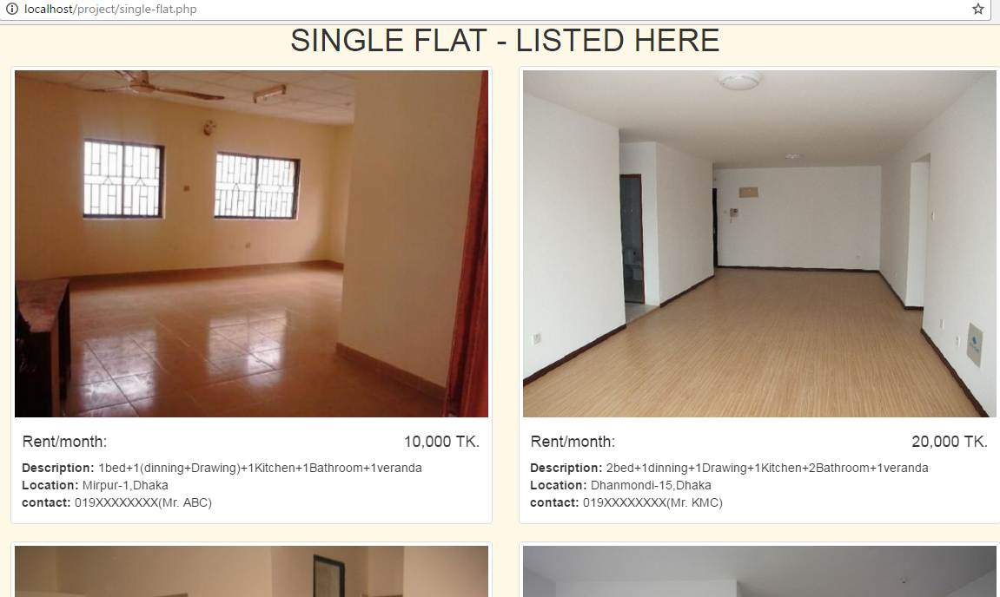 localhost/project/single-flat.php
SINGLE FLAT - LISTED HERE
Rent/month: 10,000 TK.
Description: 1bed+1(dinning+Drawing)+1Kitchen+1Bathroom+1veranda
Location: Mirpur-1,Dhaka
contact: 019XXXXXXXX(Mr. ABC)
Rent/month: 20,000 TK.
Description: 2bed+1dinning+1Drawing+1Kitchen+2Bathroom+1veranda
Location: Dhanmondi-15,Dhaka
contact: 019XXXXXXXX(Mr. KMC)